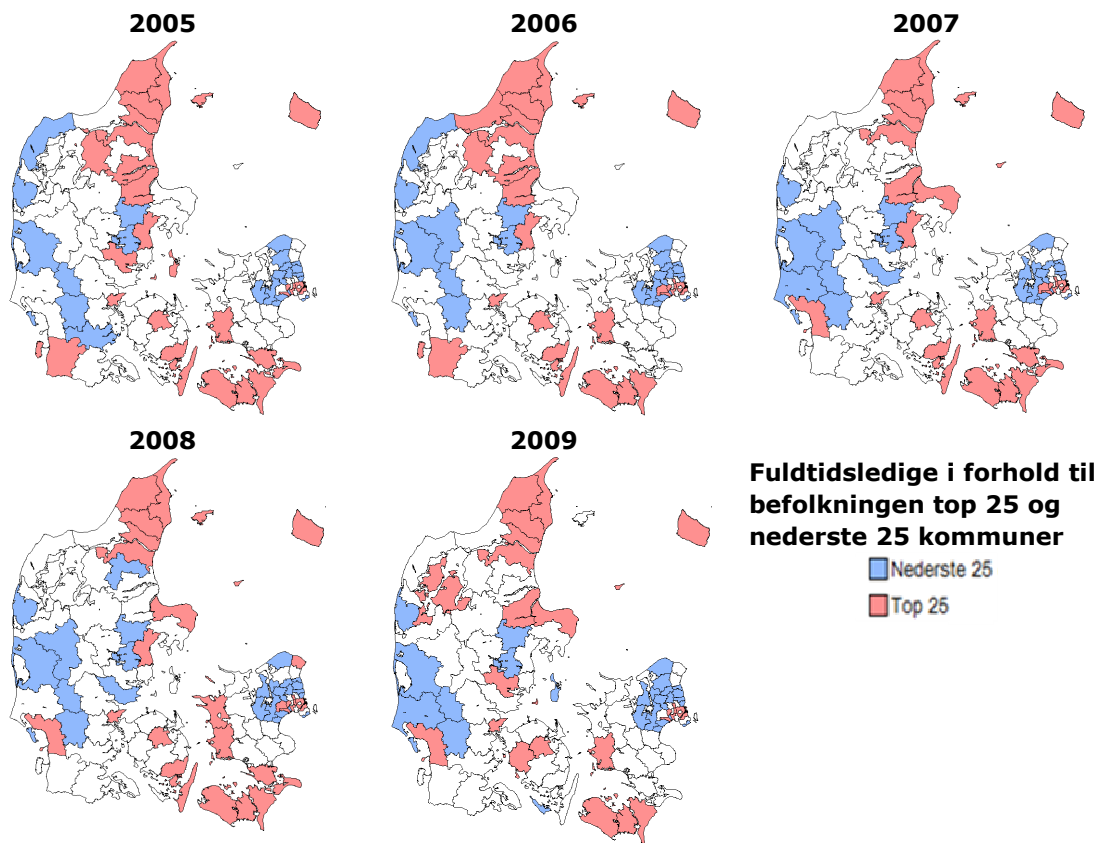 2005
2006
2007
2008
2009
Fuldtidsledige i forhold til
befolkningen top 25 og
nederste 25 kommuner
Nederste 25
Top 25